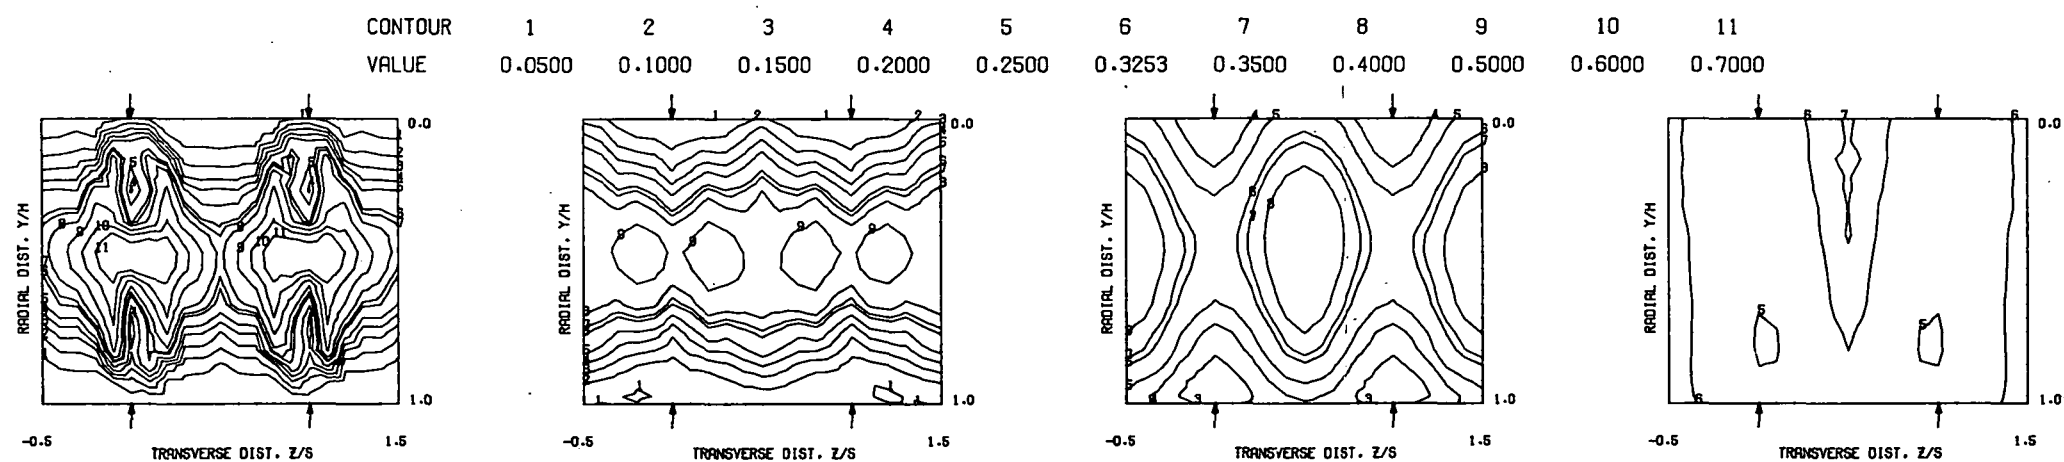 CONTOUR 1 2 3 4 5 6 7 8 9 10 11
VALUE 0.0500 0.1000 0.1500 0.2000 0.2500 0.3253 0.3500 0.4000 0.5000 0.6000 0.7000
0.0 0.0 0.0 0.0
RADIAL DIST. Y/H RADIAL DIST. Y/H RADIAL DIST. Y/H RADIAL DIST. Y/H
1.0 1.0 1.0 1.0
-0.5 1.5 -0.5 1.5 -0.5 1.5 -0.5 1.5
TRANSVERSE DIST. Z/S TRANSVERSE DIST. Z/S TRANSVERSE DIST. Z/S TRANSVERSE DIST. Z/S